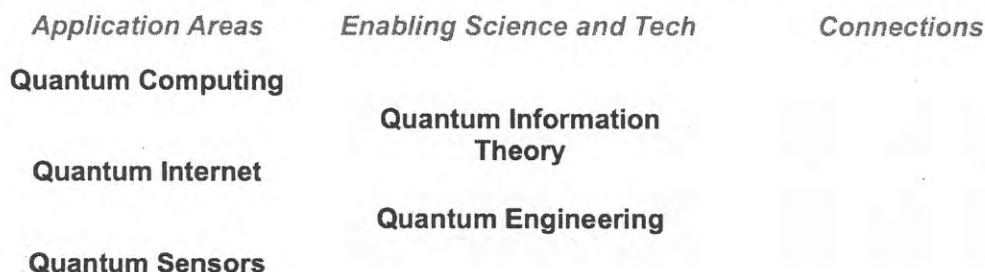 Application Areas
Enabling Science and Tech
Connections
Quantum Computing
Quantum Information
Theory
Quantum Internet
Quantum Engineering
Quantum Sensors